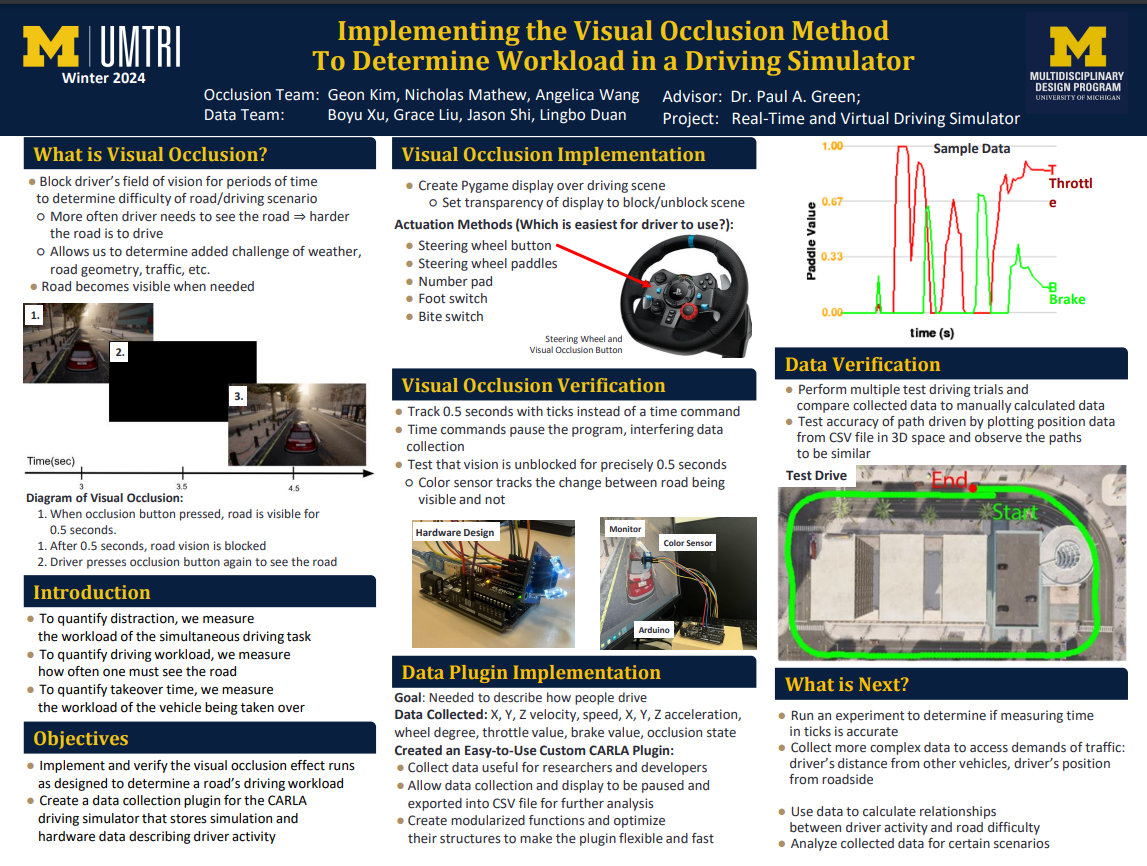 M | UMTRI
Winter 2024
Implementing the Visual Occlusion Method
To Determine Workload in a Driving Simulator
Occlusion Team: Geon Kim, Nicholas Mathew, Angelica Wang
Data Team: Boyu Xu, Grace Liu, Jason Shi, Lingbo Duan
Advisor: Dr. Paul A. Green;
Project: Real-Time and Virtual Driving Simulator
M
MULTIDISCIPLINARY
DESIGN PROGRAM
UNIVERSITY OF MICHIGAN
What is Visual Occlusion?
• Block driver's field of vision for periods of time
to determine difficulty of road/driving scenario
○ More often driver needs to see the road ⇒ harder
the road is to drive
○ Allows us to determine added challenge of weather,
road geometry, traffic, etc.
• Road becomes visible when needed
1.
2.
3.
Time(sec)
3 3.5 4.5
Diagram of Visual Occlusion:
1. When occlusion button pressed, road is visible for
0.5 seconds.
1. After 0.5 seconds, road vision is blocked
2. Driver presses occlusion button again to see the road
Introduction
• To quantify distraction, we measure
the workload of the simultaneous driving task
• To quantify driving workload, we measure
how often one must see the road
• To quantify takeover time, we measure
the workload of the vehicle being taken over
Objectives
• Implement and verify the visual occlusion effect runs
as designed to determine a road's driving workload
• Create a data collection plugin for the CARLA
driving simulator that stores simulation and
hardware data describing driver activity
Visual Occlusion Implementation
• Create Pygame display over driving scene
○ Set transparency of display to block/unblock scene
Actuation Methods (Which is easiest for driver to use?):
• Steering wheel button
• Steering wheel paddles
• Number pad
• Foot switch
• Bite switch
Steering Wheel and
Visual Occlusion Button
Visual Occlusion Verification
• Track 0.5 seconds with ticks instead of a time command
• Time commands pause the program, interfering data
collection
• Test that vision is unblocked for precisely 0.5 seconds
○ Color sensor tracks the change between road being
visible and not
Hardware Design
Monitor
Color Sensor
Arduino
Data Plugin Implementation
Goal: Needed to describe how people drive
Data Collected: X, Y, Z velocity, speed, X, Y, Z acceleration,
wheel degree, throttle value, brake value, occlusion state
Created an Easy-to-Use Custom CARLA Plugin:
• Collect data useful for researchers and developers
• Allow data collection and display to be paused and
exported into CSV file for further analysis
• Create modularized functions and optimize
their structures to make the plugin flexible and fast
Sample Data
1.00
0.67
0.33
0.00
Paddle Value
time (s)
T
Throttl
e
B
Brake
Data Verification
• Perform multiple test driving trials and
compare collected data to manually calculated data
• Test accuracy of path driven by plotting position data
from CSV file in 3D space and observe the paths
to be similar
Test Drive
End
Start
What is Next?
• Run an experiment to determine if measuring time
in ticks is accurate
• Collect more complex data to access demands of traffic:
driver's distance from other vehicles, driver's position
from roadside
• Use data to calculate relationships
between driver activity and road difficulty
• Analyze collected data for certain scenarios